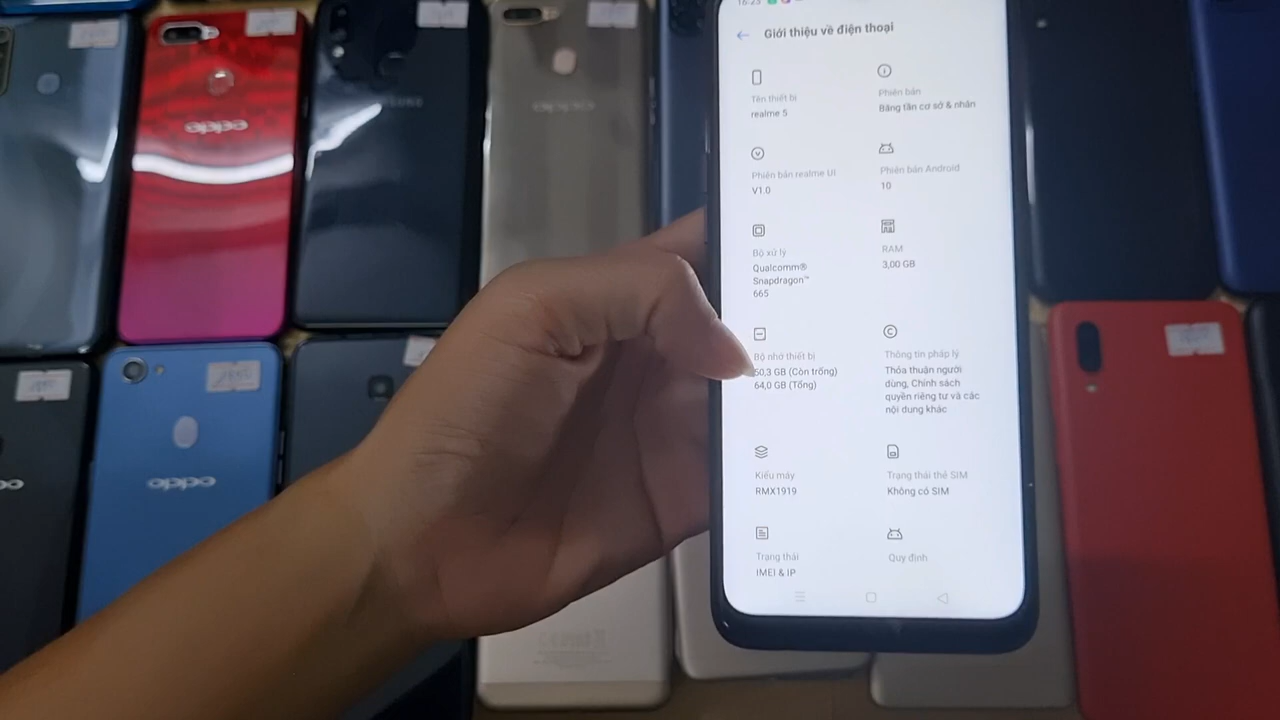 16:23
Giới thiệu về điện thoại
Tên thiết bị
realme 5
Phiên bản
Băng tần cơ sở & nhân
Phiên bản realme UI
V1.0
Phiên bản Android
10
Bộ xử lý
Qualcomm®
Snapdragon™
665
RAM
3,00 GB
Bộ nhớ thiết bị
50,3 GB (Còn trống)
64,0 GB (Tổng)
Thông tin pháp lý
Thỏa thuận người
dùng, Chính sách
quyền riêng tư và các
nội dung khác
Kiểu máy
RMX1919
Trạng thái thẻ SIM
Không có SIM
Trạng thái
IMEI & IP
Quy định
oppo
SAMSUNG
oppo
oppo